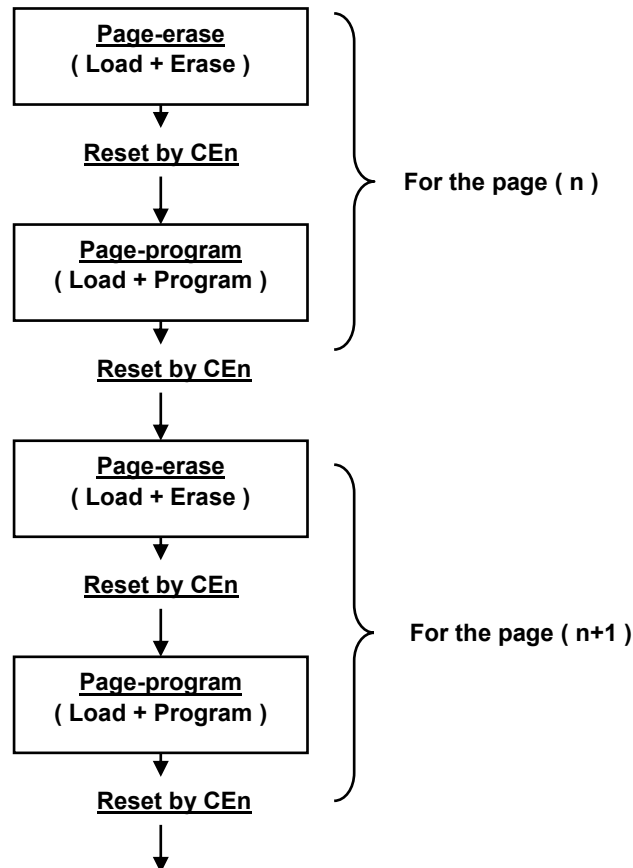 Page-erase
( Load + Erase )
Reset by CEn
For the page ( n )
Page-program
( Load + Program )
Reset by CEn
Page-erase
( Load + Erase )
Reset by CEn
For the page ( n+1 )
Page-program
( Load + Program )
Reset by CEn